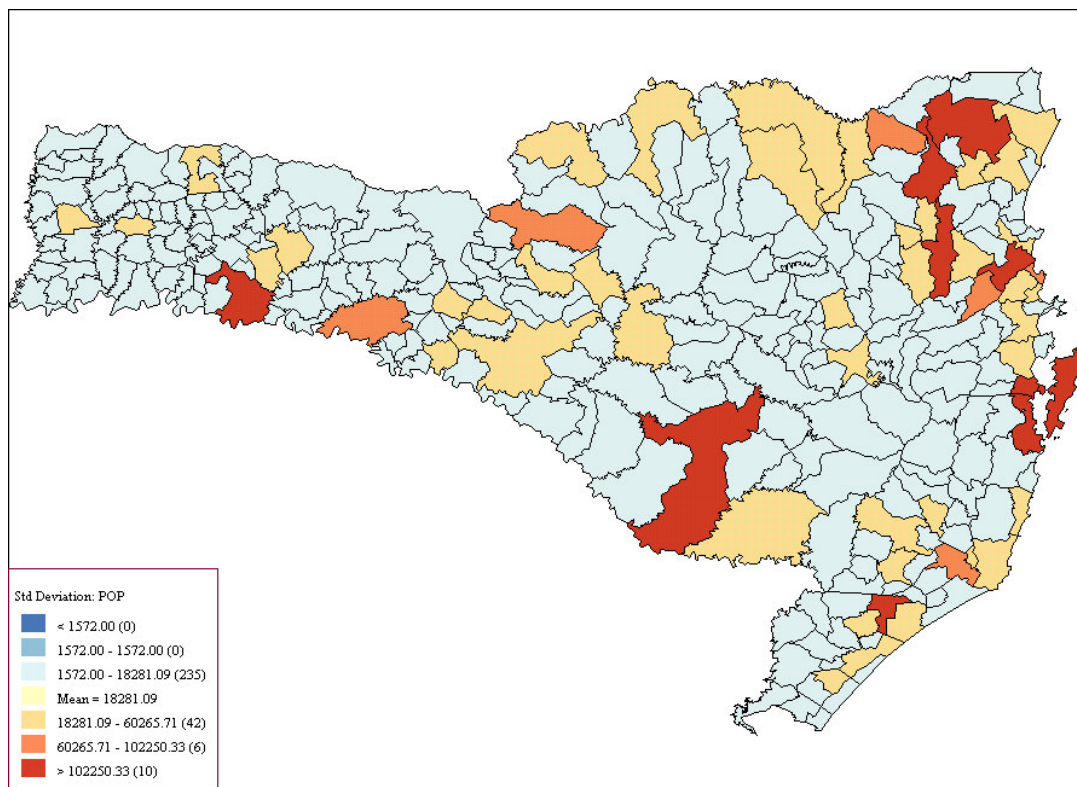 Std Deviation: POP
< 1572.00 (0)
1572.00 - 1572.00 (0)
1572.00 - 18281.09 (235)
Mean = 18281.09
18281.09 - 60265.71 (42)
60265.71 - 102250.33 (6)
> 102250.33 (10)